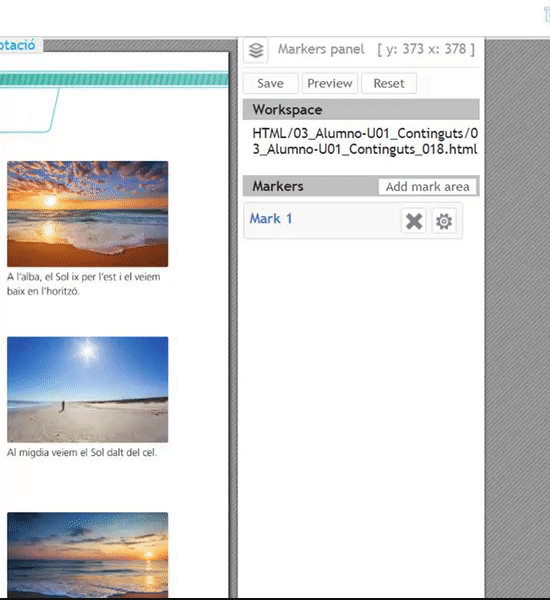 Markers panel [ y: 373 x: 378 ]
Save Preview Reset
Workspace
HTML/03_Alumno-U01_Continguts/0
3_Alumno-U01_Continguts_018.html
Markers Add mark area
Mark 1
A l'alba, el Sol ix per l'est i el veiem
baix en l'horitzó.
Al migdia veiem el Sol dalt del cel.